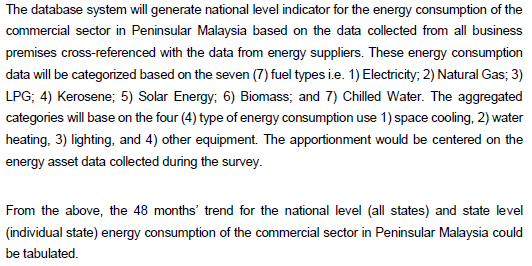 The database system will generate national level indicator for the energy consumption of the
commercial sector in Peninsular Malaysia based on the data collected from all business
premises cross-referenced with the data from energy suppliers. These energy consumption
data will be categorized based on the seven (7) fuel types i.e. 1) Electricity; 2) Natural Gas; 3)
LPG; 4) Kerosene; 5) Solar Energy; 6) Biomass; and 7) Chilled Water. The aggregated
categories will base on the four (4) type of energy consumption use 1) space cooling, 2) water
heating, 3) lighting, and 4) other equipment. The apportionment would be centered on the
energy asset data collected during the survey.
From the above, the 48 months' trend for the national level (all states) and state level
(individual state) energy consumption of the commercial sector in Peninsular Malaysia could
be tabulated.